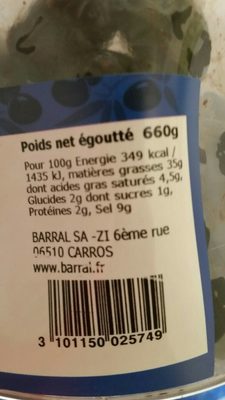 Poids net égoutté 660g
Pour 100g Energie 349 kcal /
1435 kJ, matières grasses 35g
dont acides gras saturés 4,5g,
Glucides 2g dont sucres 1g,
Protéines 2g, Sel 9g
BARRAL SA -ZI 6ème rue
06510 CARROS
www.barral.fr
3 101150 025749